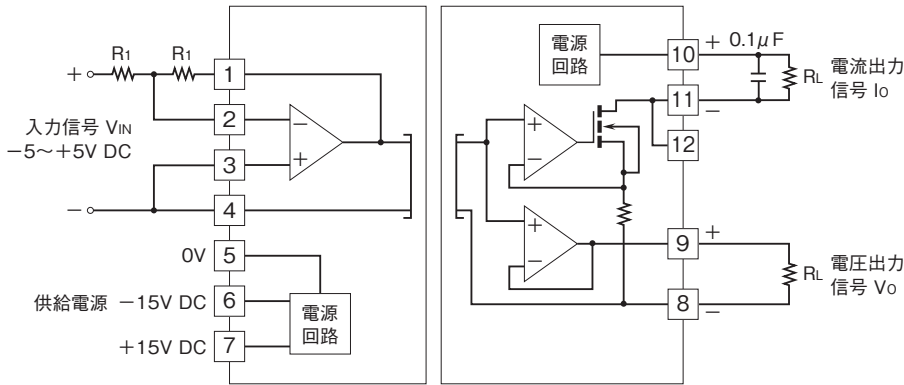 R1
R1
+
1
2
入力信号 VIN
−5〜+5V DC
3
−
4
0V
5
供給電源 −15V DC
6
+15V DC
7
−
+
電源
回路
電源
回路
10
+
0.1μF
RL
電流出力
信号 IO
11
−
12
+
−
+
−
9
+
RL
電圧出力
信号 VO
8
−